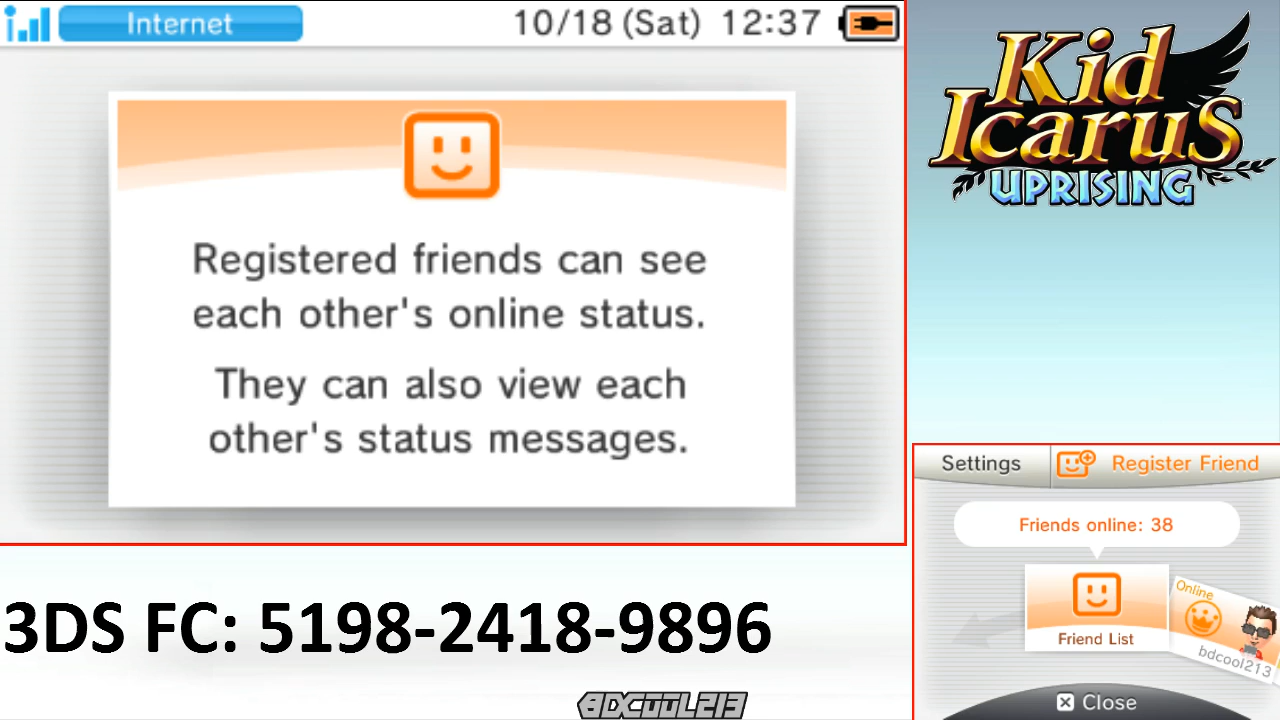 Internet
10/18 (Sat) 12:37
Registered friends can see
each other's online status.
They can also view each
other's status messages.
3DS FC: 5198-2418-9896
BDCOOL213
Kid
Icarus
UPRISING
Settings
Register Friend
Friends online: 38
Friend List
Online
bdcool213
Close